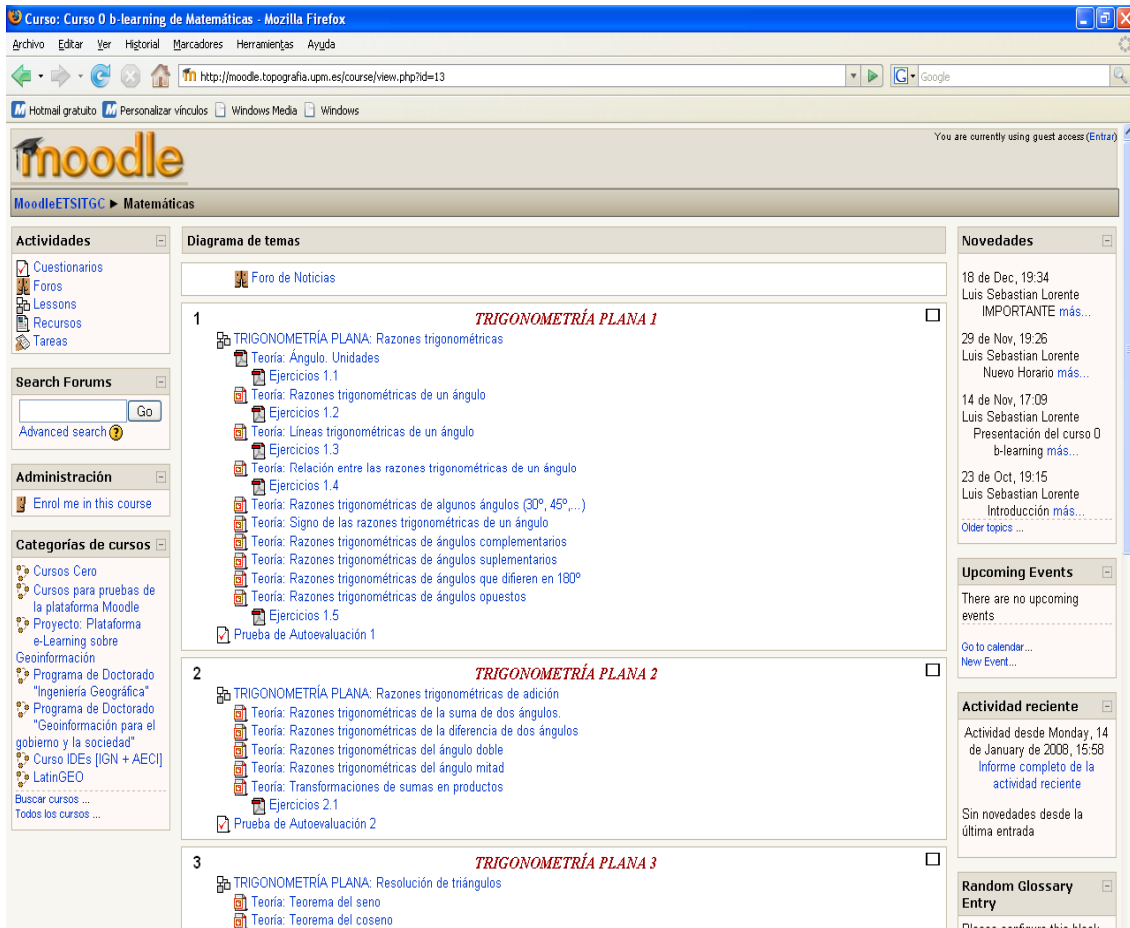 Curso: Curso 0 b-learning de Matemáticas - Mozilla Firefox
Archivo Editar Ver Historial Marcadores Herramientas Ayuda
http://moodle.topografia.upm.es/course/view.php?id=13
G Google
Hotmail gratuito Personalizar vínculos Windows Media Windows
moodle
You are currently using guest access (Entrar)
MoodleETSITGC ► Matemáticas
Actividades
Cuestionarios
Foros
Lessons
Recursos
Tareas
Search Forums
Go
Advanced search ?
Administración
Enrol me in this course
Categorías de cursos
Cursos Cero
Cursos para pruebas de
la plataforma Moodle
Proyecto: Plataforma
e-Learning sobre
Geoinformación
Programa de Doctorado
"Ingeniería Geográfica"
Programa de Doctorado
"Geoinformación para el
gobierno y la sociedad"
Curso IDEs [IGN + AECI]
LatinGEO
Buscar cursos ...
Todos los cursos ...
Diagrama de temas
Foro de Noticias
1 TRIGONOMETRÍA PLANA 1
TRIGONOMETRÍA PLANA: Razones trigonométricas
Teoría: Ángulo. Unidades
Ejercicios 1.1
Teoría: Razones trigonométricas de un ángulo
Ejercicios 1.2
Teoría: Líneas trigonométricas de un ángulo
Ejercicios 1.3
Teoría: Relación entre las razones trigonométricas de un ángulo
Ejercicios 1.4
Teoría: Razones trigonométricas de algunos ángulos (30º, 45º,...)
Teoría: Signo de las razones trigonométricas de un ángulo
Teoría: Razones trigonométricas de ángulos complementarios
Teoría: Razones trigonométricas de ángulos suplementarios
Teoría: Razones trigonométricas de ángulos que difieren en 180º
Teoría: Razones trigonométricas de ángulos opuestos
Ejercicios 1.5
Prueba de Autoevaluación 1
2 TRIGONOMETRÍA PLANA 2
TRIGONOMETRÍA PLANA: Razones trigonométricas de adición
Teoría: Razones trigonométricas de la suma de dos ángulos.
Teoría: Razones trigonométricas de la diferencia de dos ángulos
Teoría: Razones trigonométricas del ángulo doble
Teoría: Razones trigonométricas del ángulo mitad
Teoría: Transformaciones de sumas en productos
Ejercicios 2.1
Prueba de Autoevaluación 2
3 TRIGONOMETRÍA PLANA 3
TRIGONOMETRÍA PLANA: Resolución de triángulos
Teoría: Teorema del seno
Teoría: Teorema del coseno
Novedades
18 de Dec, 19:34
Luis Sebastian Lorente
IMPORTANTE más...
29 de Nov, 19:26
Luis Sebastian Lorente
Nuevo Horario más...
14 de Nov, 17:09
Luis Sebastian Lorente
Presentación del curso 0
b-learning más...
23 de Oct, 19:15
Luis Sebastian Lorente
Introducción más...
Older topics ...
Upcoming Events
There are no upcoming
events
Go to calendar...
New Event...
Actividad reciente
Actividad desde Monday, 14
de January de 2008, 15:58
Informe completo de la
actividad reciente
Sin novedades desde la
última entrada
Random Glossary
Entry
Please configure this block